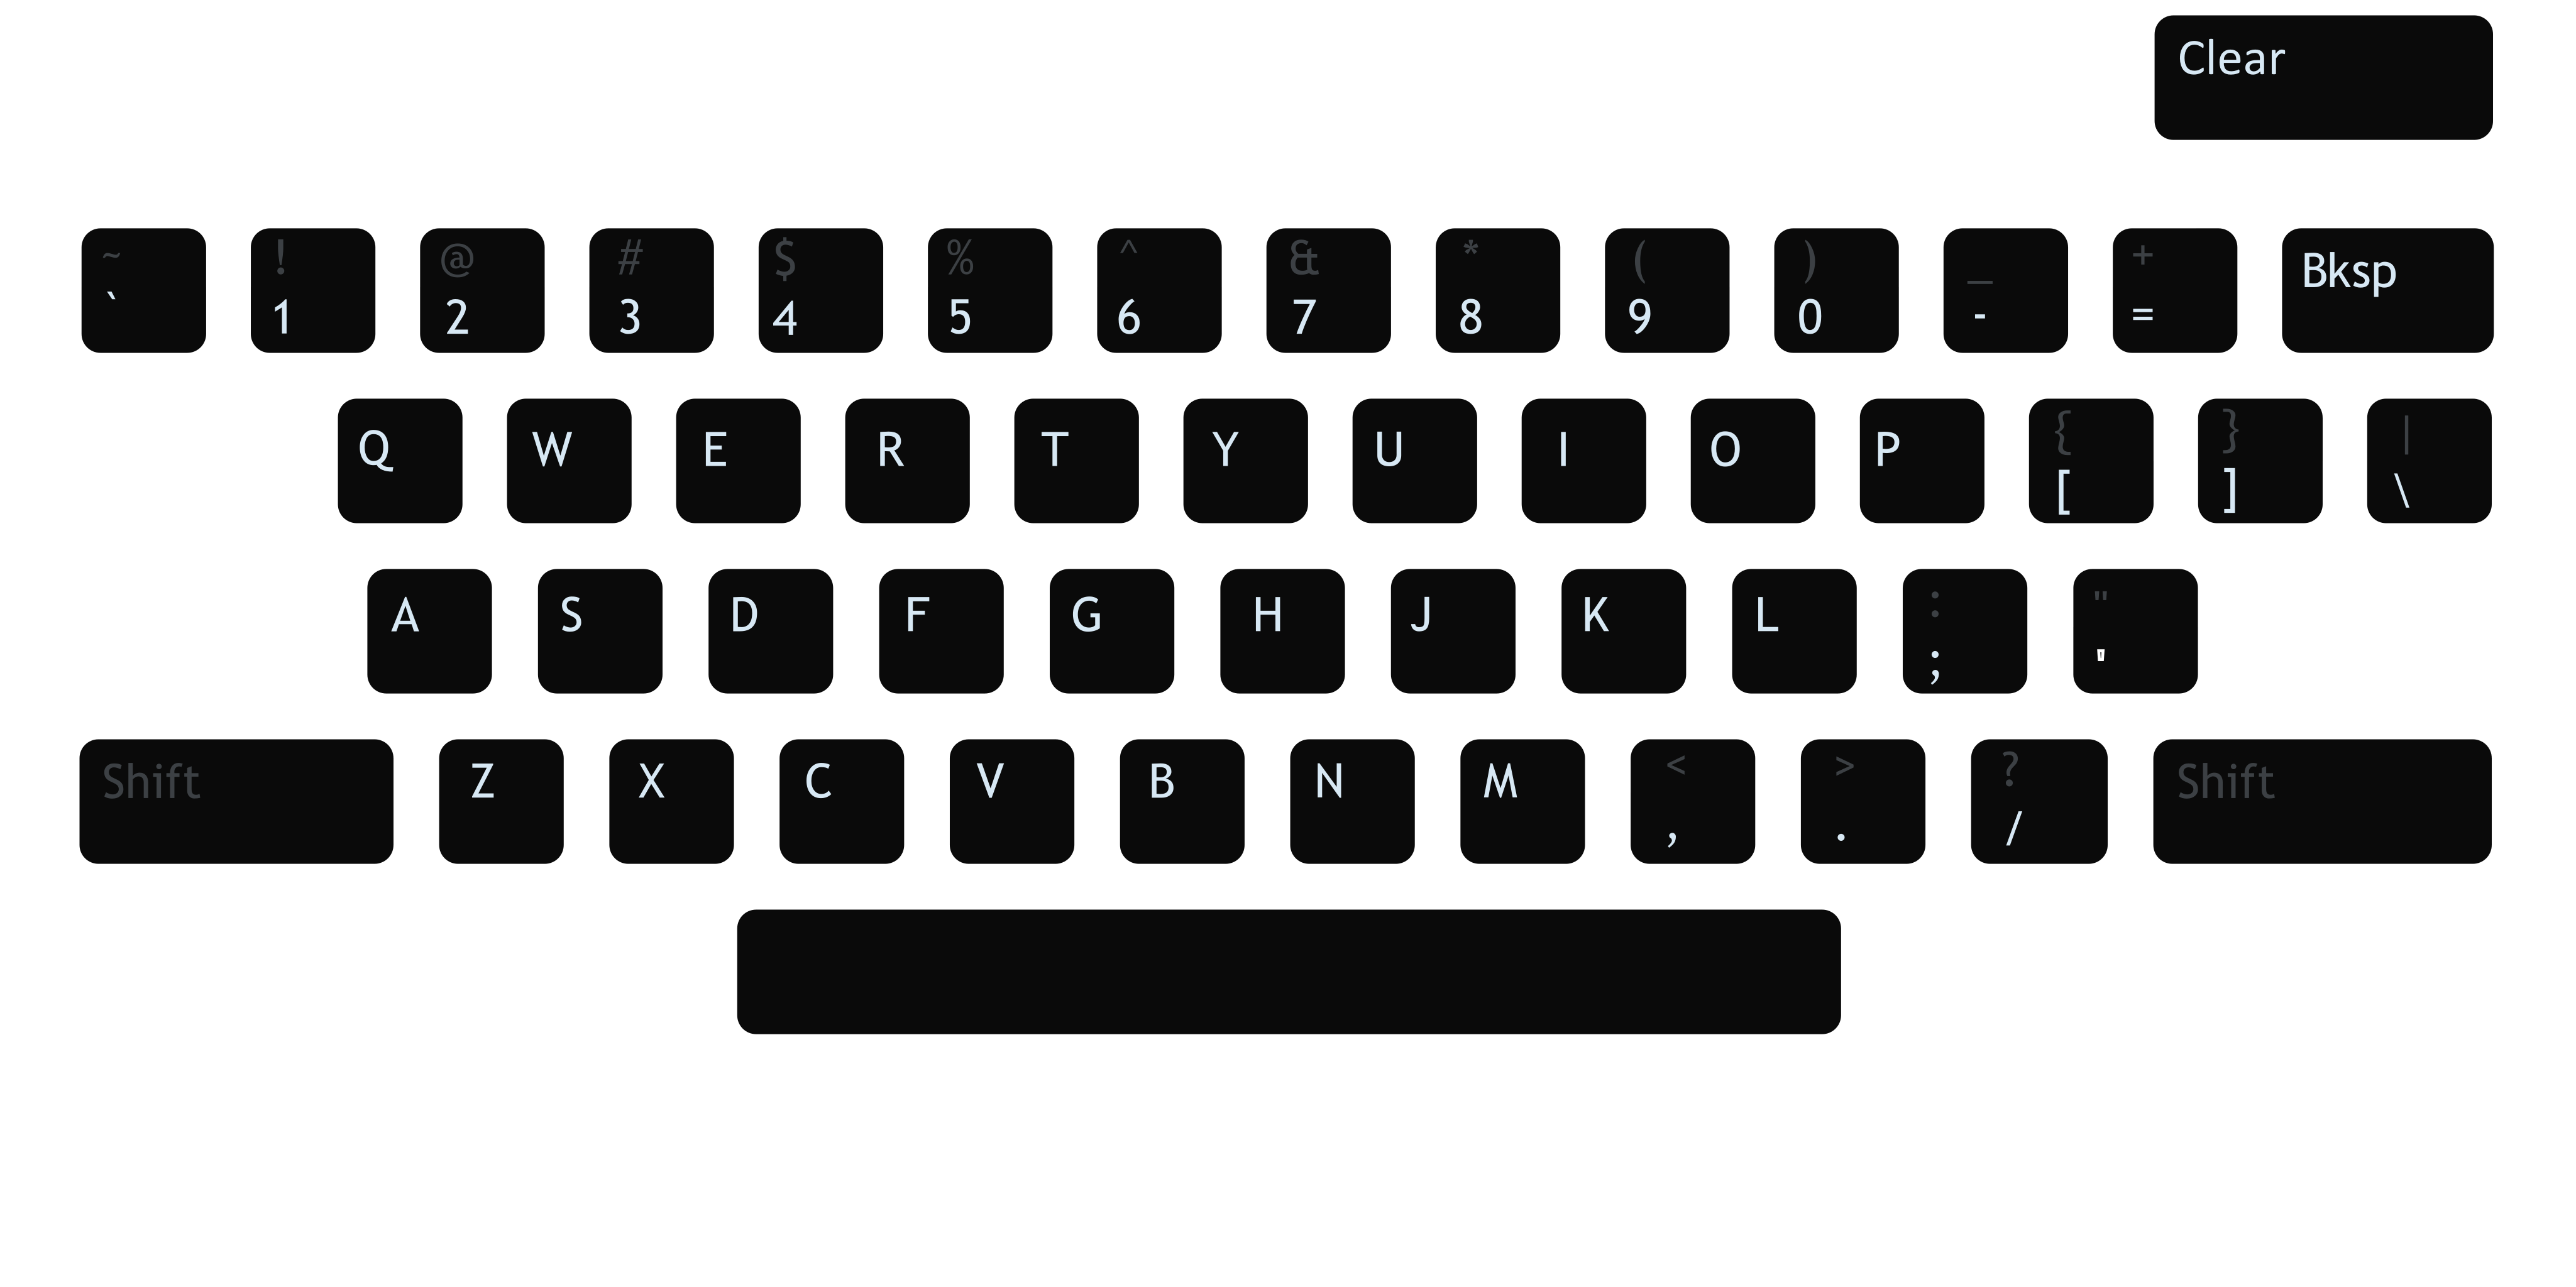 Clear
~ ! @ # $ % ^ & * ( ) _ +
` 1 2 3 4 5 6 7 8 9 0 - = Bksp
{ } |
Q W E R T Y U I O P [ ] \
: "
A S D F G H J K L ; '
< > ?
Shift Z X C V B N M , . / Shift